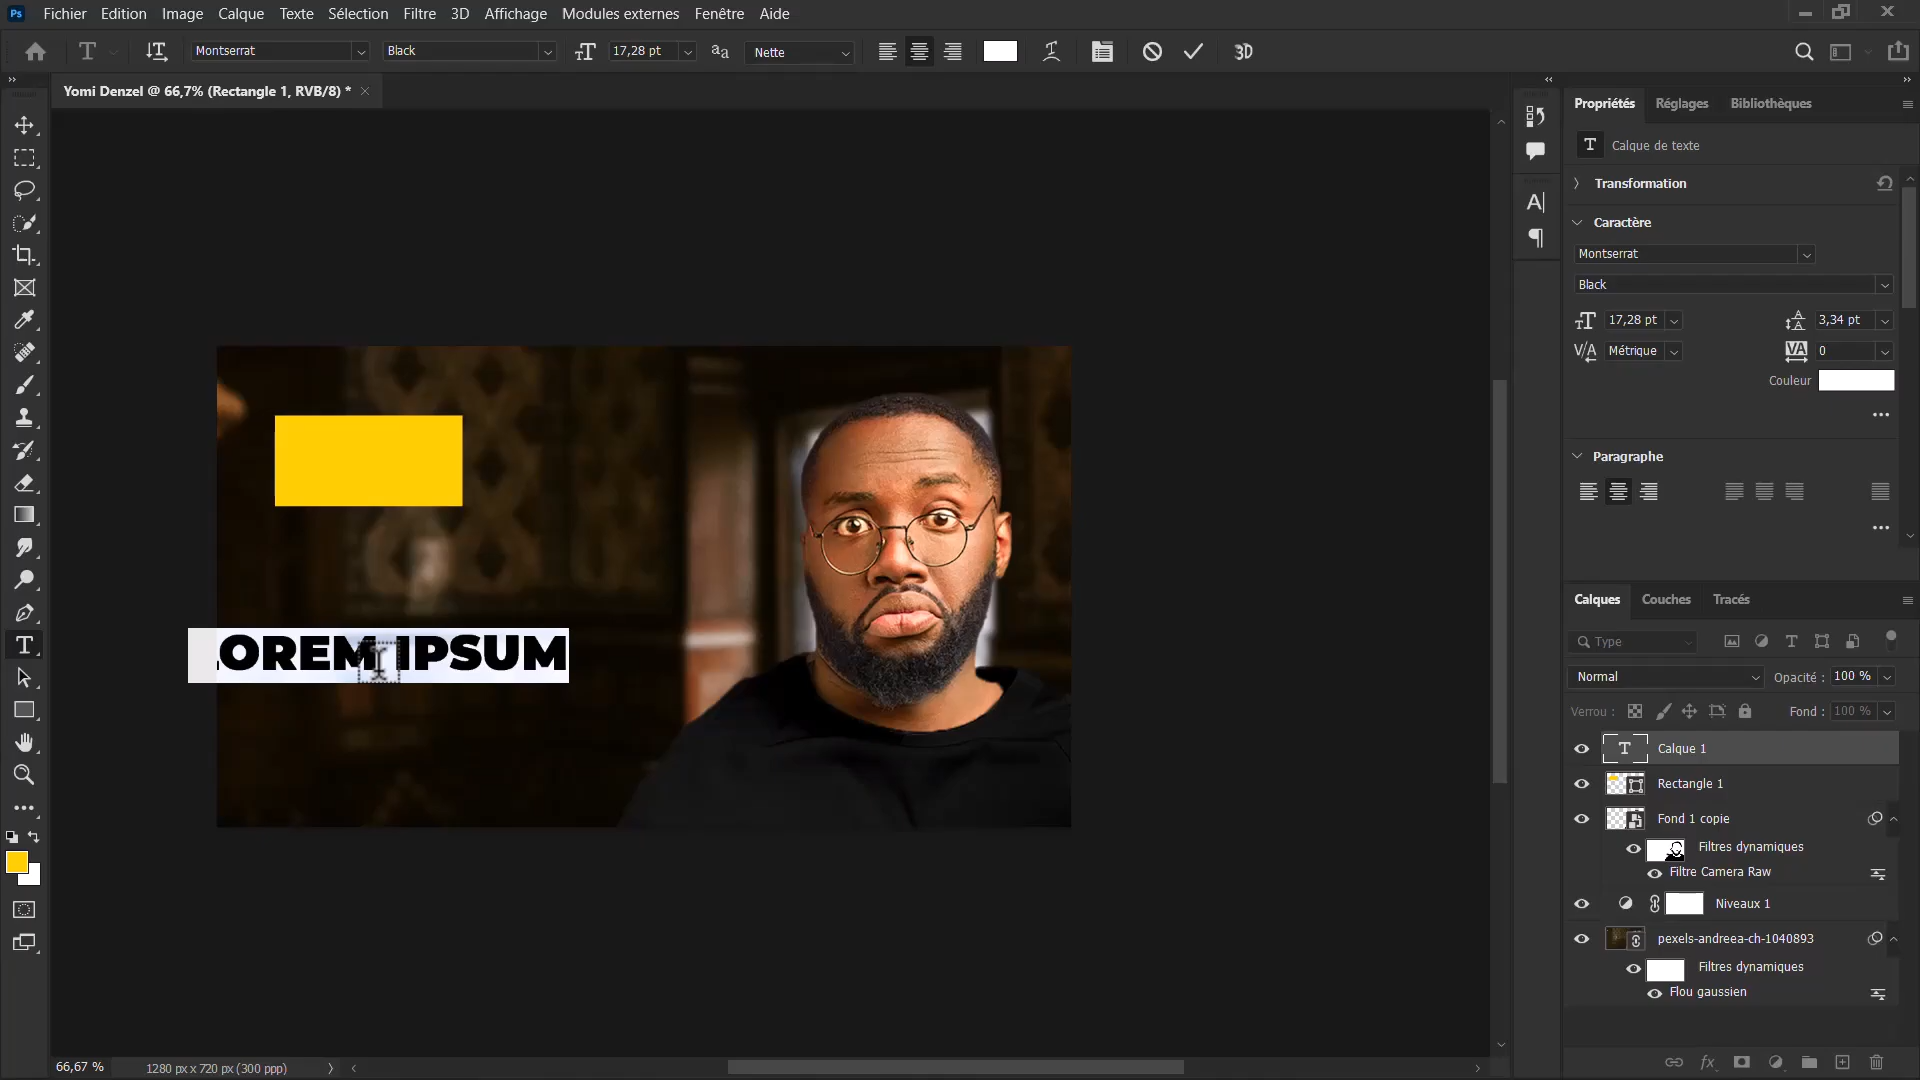 Ps Fichier Edition Image Calque Texte Sélection Filtre 3D Affichage Modules externes Fenêtre Aide
Montserrat Black 17,28 pt Nette 3D
Yomi Denzel @ 66,7% (Rectangle 1, RVB/8) *
OREM IPSUM
66,67 % 1280 px x 720 px (300 ppp)
Propriétés Réglages Bibliothèques
T Calque de texte
Transformation
Caractère
Montserrat
Black
17,28 pt 3,34 pt
Métrique 0
Couleur
Paragraphe
Calques Couches Tracés
Type
Normal Opacité : 100 %
Verrou : Fond : 100 %
T Calque 1
Rectangle 1
Fond 1 copie
Filtres dynamiques
Filtre Camera Raw
Niveaux 1
pexels-andreea-ch-1040893
Filtres dynamiques
Flou gaussien
fx